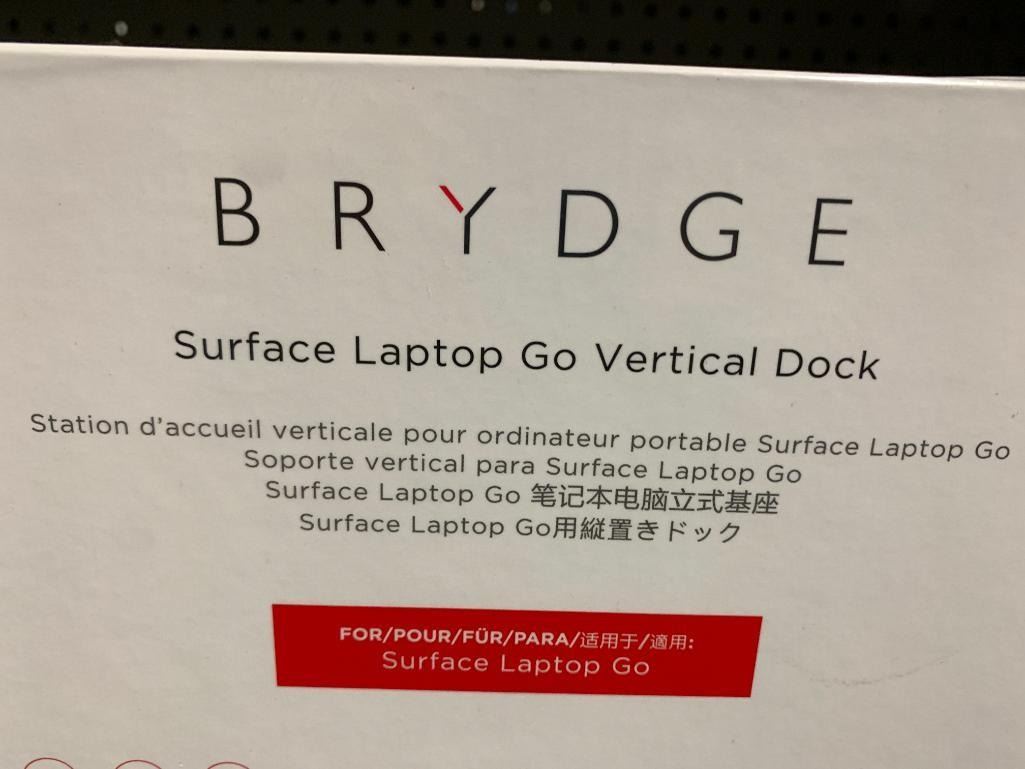 BRYDGE
Surface Laptop Go Vertical Dock
Station d'accueil verticale pour ordinateur portable Surface Laptop Go
Soporte vertical para Surface Laptop Go
Surface Laptop Go 笔记本电脑立式基座
Surface Laptop Go用縦置きドック
FOR/POUR/FÜR/PARA/适用于/適用:
Surface Laptop Go